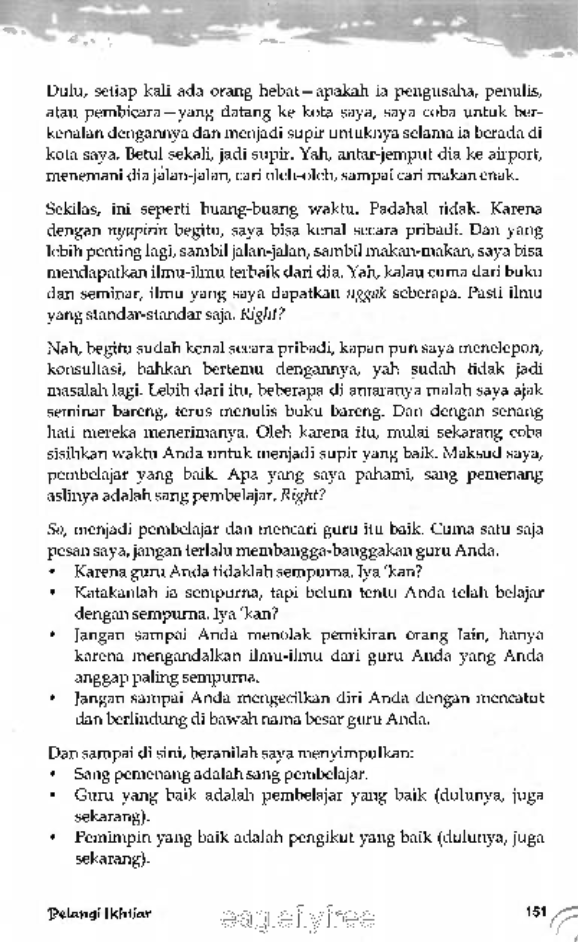 Dulu, setiap kali ada orang hebat—apakah ia pengusaha, penulis,
atau pembicara—yang datang ke kota saya, saya coba untuk ber-
kenalan dengannya dan menjadi supir untuknya selama ia berada di
kota saya. Betul sekali, jadi supir. Yah, antar-jemput dia ke airport,
menemani dia jalan-jalan, cari oleh-oleh, sampai cari makan enak.
Sekilas, ini seperti buang-buang waktu. Padahal tidak. Karena
dengan nyupirin begitu, saya bisa kenal secara pribadi. Dan yang
lebih penting lagi, sambil jalan-jalan, sambil makan-makan, saya bisa
mendapatkan ilmu-ilmu terbaik dari dia. Yah, kalau cuma dari buku
dan seminar, ilmu yang saya dapatkan nggak seberapa. Pasti ilmu
yang standar-standar saja. Right?
Nah, begitu sudah kenal secara pribadi, kapan pun saya menelepon,
konsultasi, bahkan bertemu dengannya, yah sudah tidak jadi
masalah lagi. Lebih dari itu, beberapa di antaranya malah saya ajak
seminar bareng, terus menulis buku bareng. Dan dengan senang
hati mereka menerimanya. Oleh karena itu, mulai sekarang coba
sisihkan waktu Anda untuk menjadi supir yang baik. Maksud saya,
pembelajar yang baik. Apa yang saya pahami, sang pemenang
aslinya adalah sang pembelajar. Right?
So, menjadi pembelajar dan mencari guru itu baik. Cuma satu saja
pesan saya, jangan terlalu membangga-banggakan guru Anda.
• Karena guru Anda tidaklah sempurna. Iya 'kan?
• Katakanlah ia sempurna, tapi belum tentu Anda telah belajar
dengan sempurna. Iya 'kan?
• Jangan sampai Anda menolak pemikiran orang lain, hanya
karena mengandalkan ilmu-ilmu dari guru Anda yang Anda
anggap paling sempurna.
• Jangan sampai Anda mengecilkan diri Anda dengan mencatut
dan berlindung di bawah nama besar guru Anda.
Dan sampai di sini, beranilah saya menyimpulkan:
• Sang pemenang adalah sang pembelajar.
• Guru yang baik adalah pembelajar yang baik (dulunya, juga
sekarang).
• Pemimpin yang baik adalah pengikut yang baik (dulunya, juga
sekarang).
Pelangi Ikhtiar
eaglefyfree
151